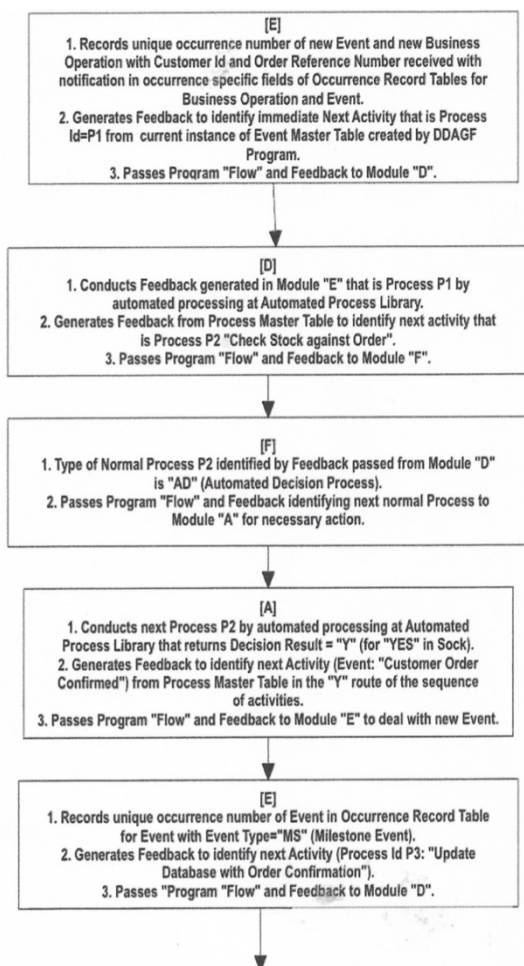 [E]
1. Records unique occurrence number of new Event and new Business
Operation with Customer Id and Order Reference Number received with
notification in occurrence specific fields of Occurrence Record Tables for
Business Operation and Event.
2. Generates Feedback to identify immediate Next Activity that is Process
Id=P1 from current instance of Event Master Table created by DDAGF
Program.
3. Passes Program "Flow" and Feedback to Module "D".
[D]
1. Conducts Feedback generated in Module "E" that is Process P1 by
automated processing at Automated Process Library.
2. Generates Feedback from Process Master Table to identify next activity that
is Process P2 "Check Stock against Order".
3. Passes Program "Flow" and Feedback to Module "F".
[F]
1. Type of Normal Process P2 identified by Feedback passed from Module "D"
is "AD" (Automated Decision Process).
2. Passes Program "Flow" and Feedback identifying next normal Process to
Module "A" for necessary action.
[A]
1. Conducts next Process P2 by automated processing at Automated
Process Library that returns Decision Result = "Y" (for "YES" in Sock).
2. Generates Feedback to identify next Activity (Event: "Customer Order
Confirmed") from Process Master Table in the "Y" route of the sequence
of activities.
3. Passes Program "Flow" and Feedback to Module "E" to deal with new Event.
[E]
1. Records unique occurrence number of Event in Occurrence Record Table
for Event with Event Type="MS" (Milestone Event).
2. Generates Feedback to identify next Activity (Process Id P3: "Update
Database with Order Confirmation").
3. Passes "Program "Flow" and Feedback to Module "D".